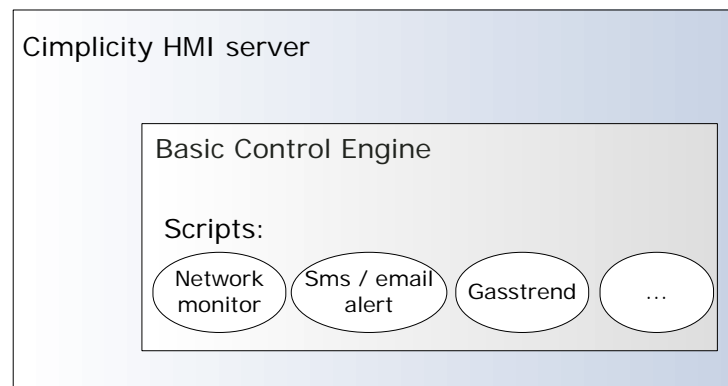 Cimplicity HMI server
Basic Control Engine
Scripts:
Network
monitor
Sms / email
alert
Gasstrend
...